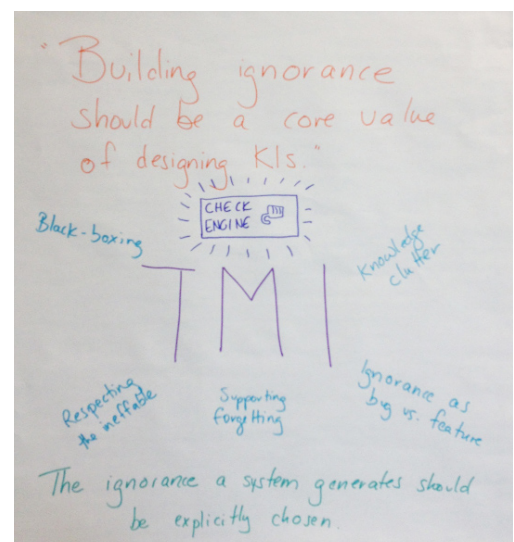 "Building ignorance
should be a core value
of designing KIs."
CHECK
ENGINE
Black-boxing
Knowledge
clutter
TMI
Respecting
the ineffable
Supporting
forgetting
Ignorance as
bug vs. feature
The ignorance a system generates should
be explicitly chosen.